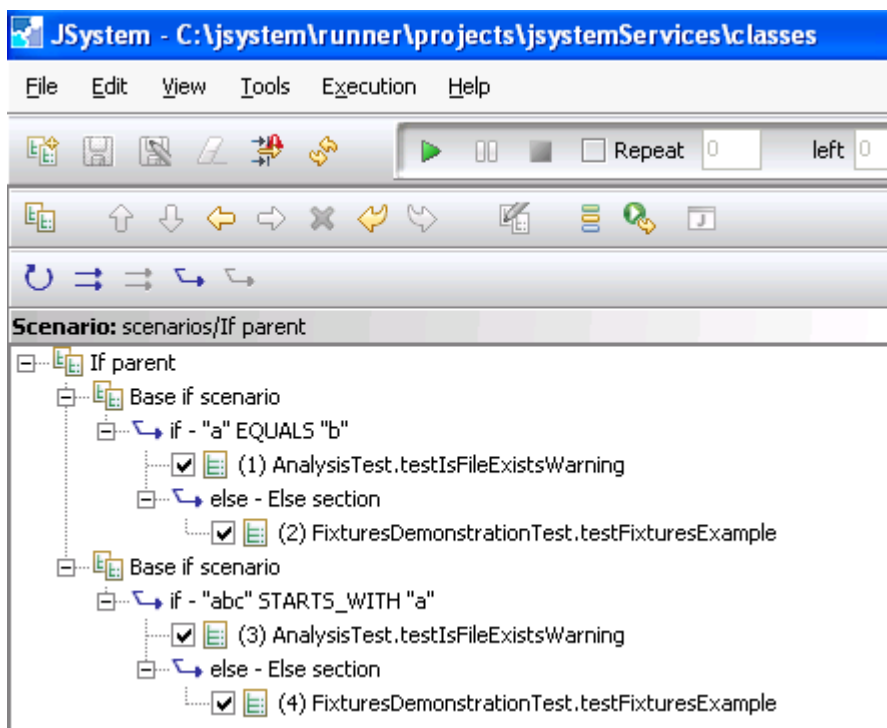 JSystem - C:\jsystem\runner\projects\jsystemServices\classes
File Edit View Tools Execution Help
Repeat 0 left 0
J
Scenario: scenarios/If parent
If parent
Base if scenario
if - "a" EQUALS "b"
(1) AnalysisTest.testIsFileExistsWarning
else - Else section
(2) FixturesDemonstrationTest.testFixturesExample
Base if scenario
if - "abc" STARTS_WITH "a"
(3) AnalysisTest.testIsFileExistsWarning
else - Else section
(4) FixturesDemonstrationTest.testFixturesExample